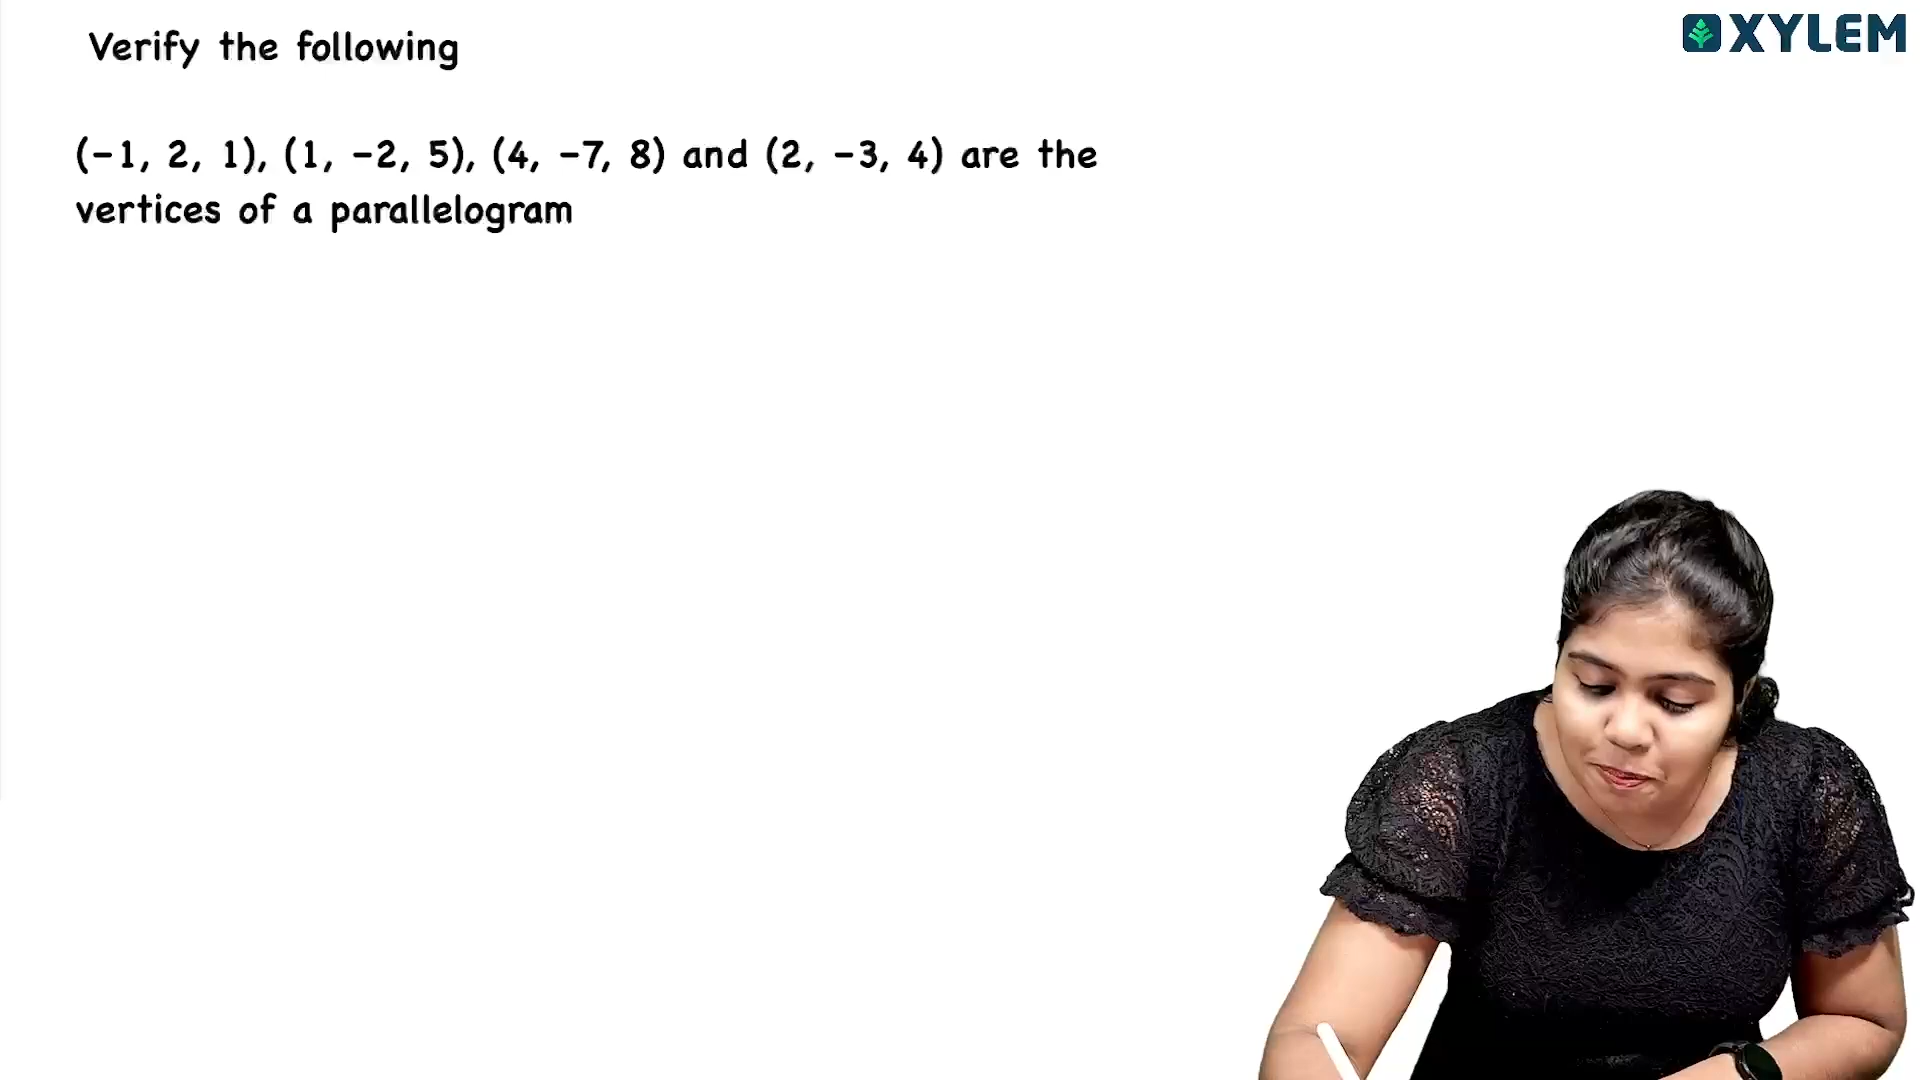 Verify the following
XYLEM
(-1, 2, 1), (1, -2, 5), (4, -7, 8) and (2, -3, 4) are the
vertices of a parallelogram